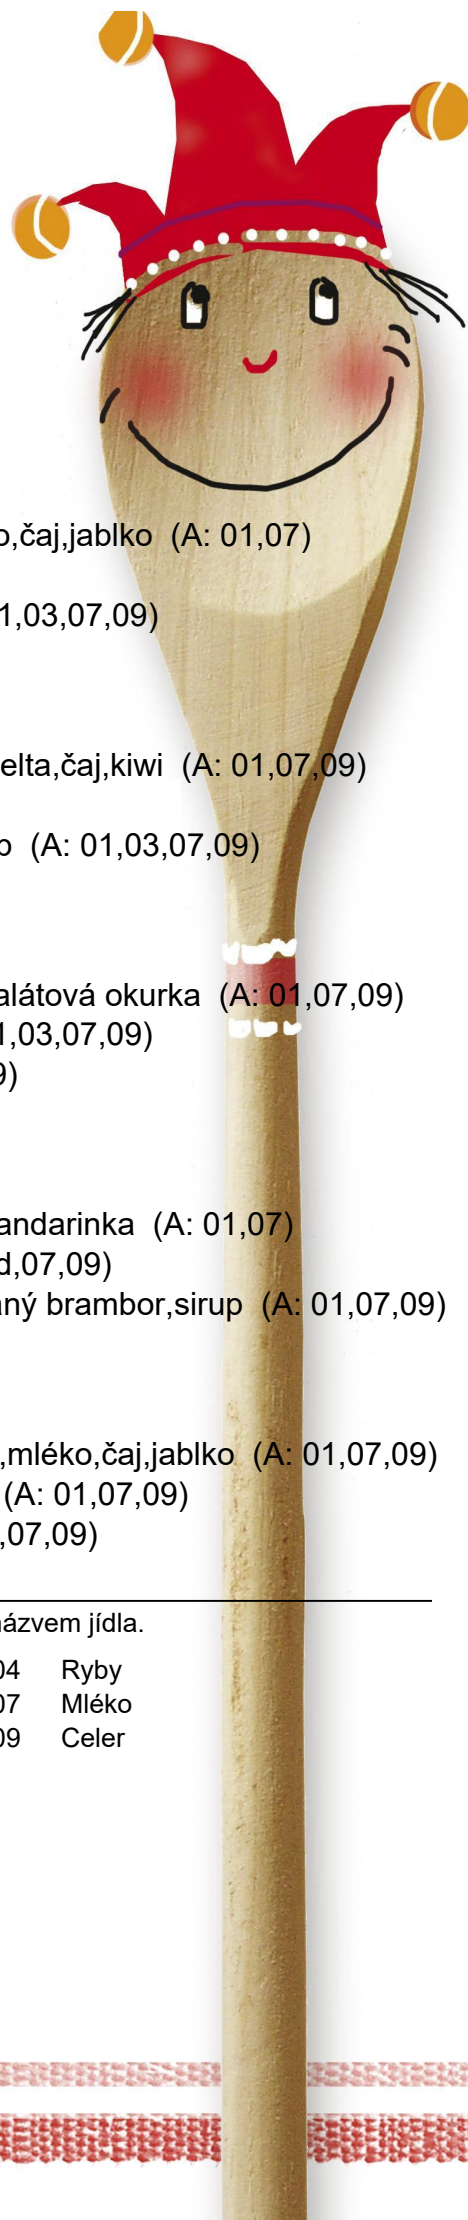 ,čaj,jablko (A: 01,07)
1,03,07,09)
elta,čaj,kiwi (A: 01,07,09)
(A: 01,03,07,09)
alátová okurka (A: 01,07,09)
1,03,07,09)
9)
andarinka (A: 01,07)
d,07,09)
aný brambor,sirup (A: 01,07,09)
,mléko,čaj,jablko (A: 01,07,09)
(A: 01,07,09)
,07,09)
názvem jídla.
04 Ryby
07 Mléko
09 Celer